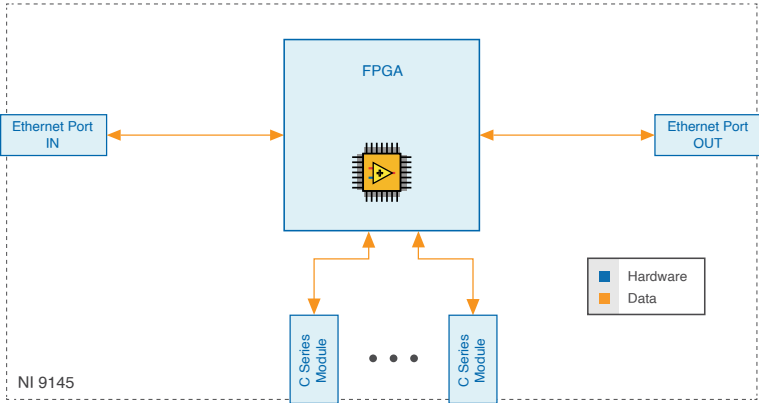 FPGA
Ethernet Port
IN
Ethernet Port
OUT
Hardware
Data
C Series
Module
C Series
Module
NI 9145